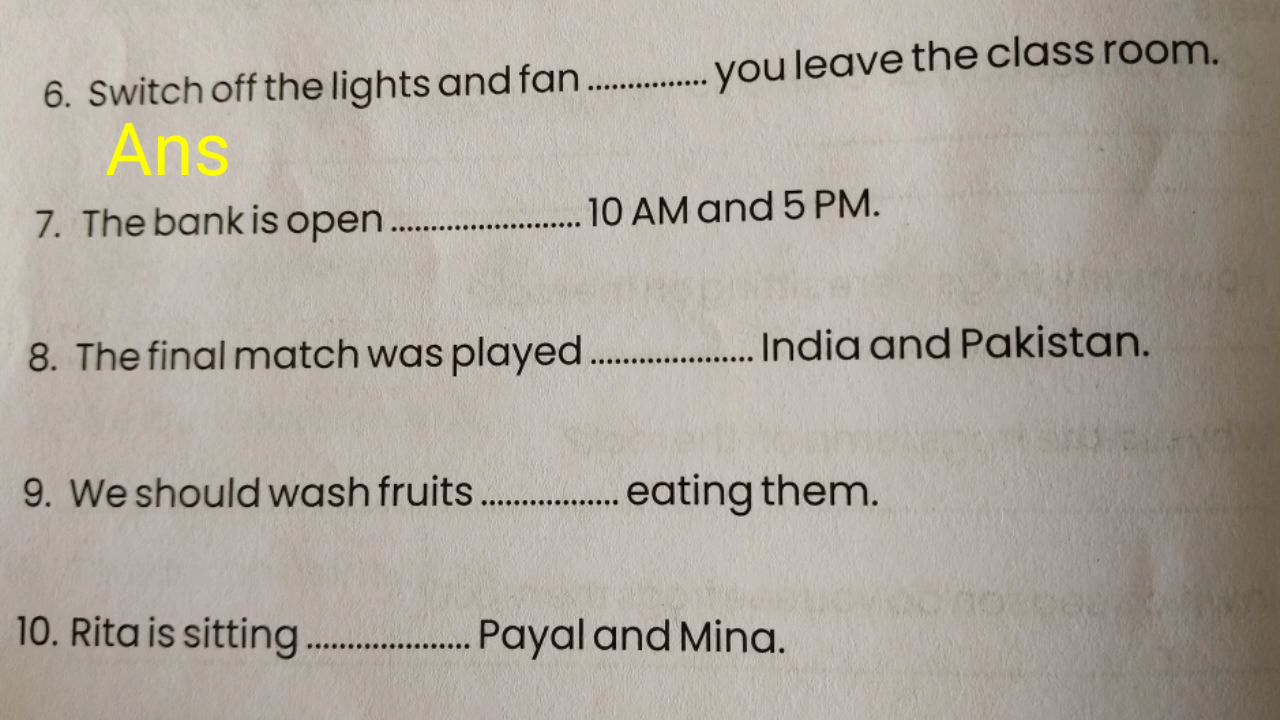 6. Switch off the lights and fan .............. you leave the class room.
Ans
7. The bank is open ........................ 10 AM and 5 PM.
8. The final match was played .................... India and Pakistan.
9. We should wash fruits ................. eating them.
10. Rita is sitting .................... Payal and Mina.